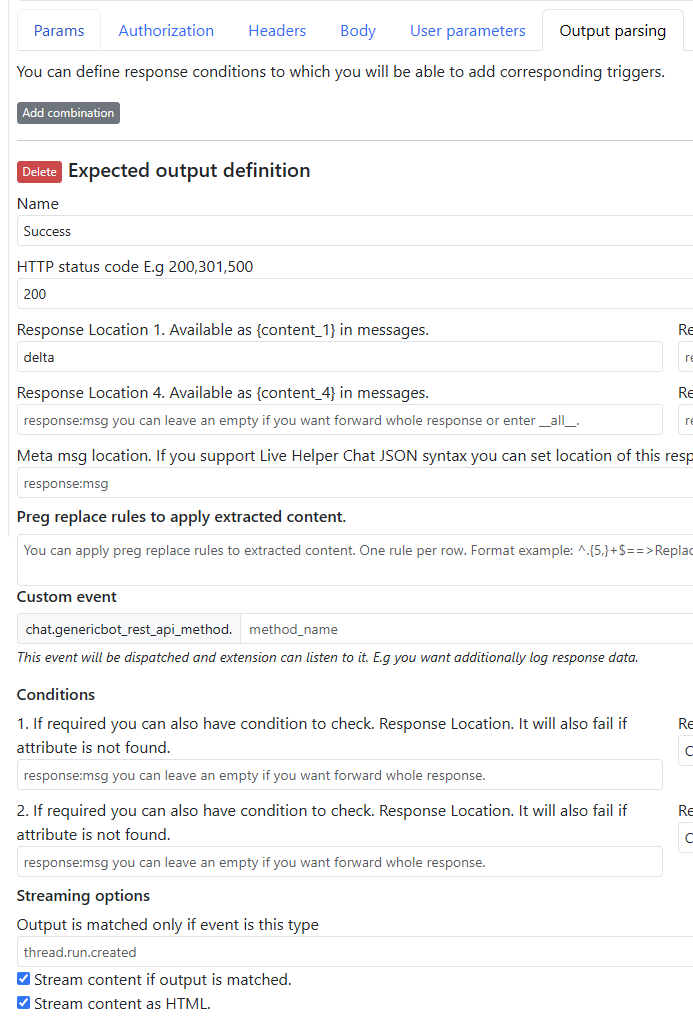 Params Authorization Headers Body User parameters Output parsing
You can define response conditions to which you will be able to add corresponding triggers.
Add combination
Delete Expected output definition
Name
Success
HTTP status code E.g 200,301,500
200
Response Location 1. Available as {content_1} in messages. Re
delta re
Response Location 4. Available as {content_4} in messages. Re
response:msg you can leave an empty if you want forward whole response or enter __all__. re
Meta msg location. If you support Live Helper Chat JSON syntax you can set location of this resp
response:msg
Preg replace rules to apply extracted content.
You can apply preg replace rules to extracted content. One rule per row. Format example: ^.{5,}+$==>Replac
Custom event
chat.genericbot_rest_api_method. method_name
This event will be dispatched and extension can listen to it. E.g you want additionally log response data.
Conditions
1. If required you can also have condition to check. Response Location. It will also fail if Re
attribute is not found.
response:msg you can leave an empty if you want forward whole response.
2. If required you can also have condition to check. Response Location. It will also fail if Re
attribute is not found.
response:msg you can leave an empty if you want forward whole response.
Streaming options
Output is matched only if event is this type
thread.run.created
Stream content if output is matched.
Stream content as HTML.